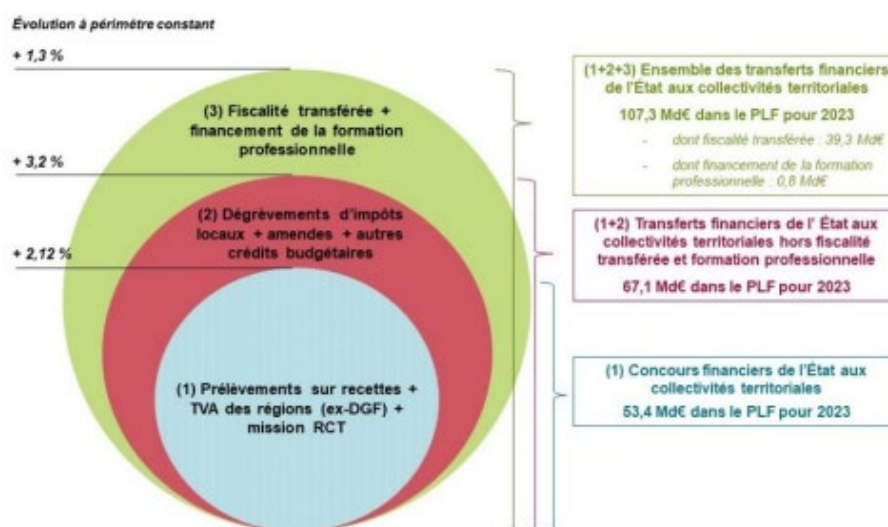 Évolution à périmètre constant
+ 1,3 %
(3) Fiscalité transférée +
financement de la formation
professionnelle
+ 3,2 %
(2) Dégrèvements d'impôts
locaux + amendes + autres
crédits budgétaires
+ 2,12 %
(1) Prélèvements sur recettes +
TVA des régions (ex-DGF) +
mission RCT
(1+2+3) Ensemble des transferts financiers
de l'État aux collectivités territoriales
107,3 Md€ dans le PLF pour 2023
- dont fiscalité transférée : 39,3 Md€
- dont financement de la formation
professionnelle : 0,8 Md€
(1+2) Transferts financiers de l' État aux
collectivités territoriales hors fiscalité
transférée et formation professionnelle
67,1 Md€ dans le PLF pour 2023
(1) Concours financiers de l'État aux
collectivités territoriales
53,4 Md€ dans le PLF pour 2023